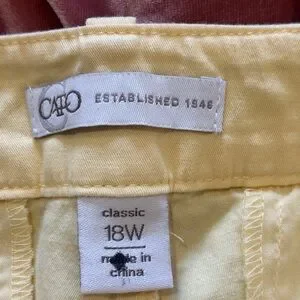 CATO ESTABLISHED 1946
classic
18W
made in
china